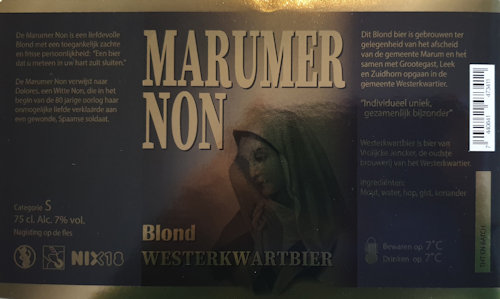 De Marumer Non is een liefdevolle
Blond met een toegankelijk zachte
en frisse persoonlijkheid: "Een bier
dat u meteen in uw hart zult sluiten."
De Marumer Non verwijst naar
Dolores, een Witte Non, die in het
begin van de 80 jarige oorlog haar
onmogelijke liefde verklaarde aan
een gewonde, Spaanse soldaat.
Categorie S
75 cl. Alc. 7% vol.
Nagisting op de fles
NIX18
MARUMER
NON
Blond
WESTERKWARTBIER
Dit Blond bier is gebrouwen ter
gelegenheid van het afscheid
van de gemeente Marum en het
samen met Grootegast, Leek
en Zuidhorn opgaan in de
gemeente Westerkwartier.
"Individueel uniek,
gezamenlijk bijzonder"
Westerkwartbier is bier van
Vrolijcke Joncker, de oudste
brouwerij van het Westerkwartier.
Ingrediënten:
Mout, water, hop, gist, koriander
Bewaren op 7°C
Drinken op 7°C